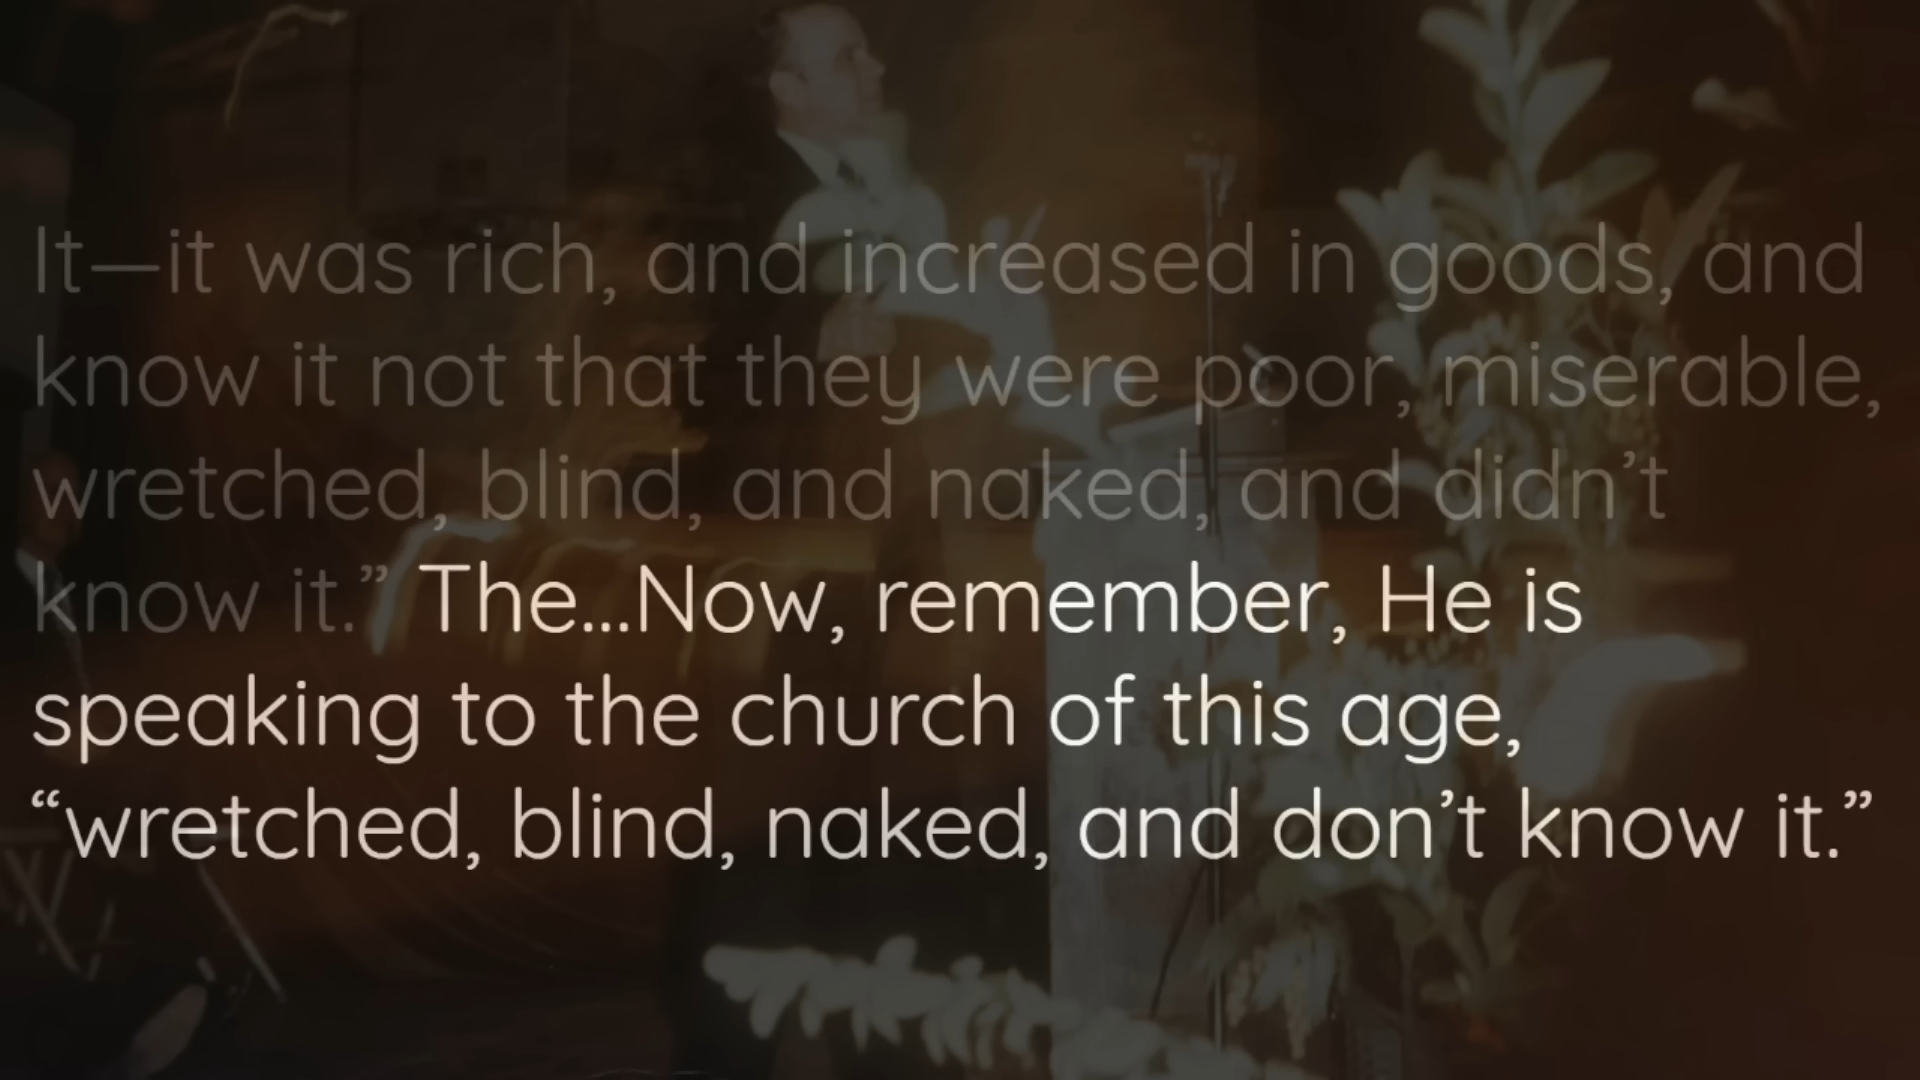 It—it was rich, and increased in goods, and
know it not that they were poor, miserable,
wretched, blind, and naked, and didn’t
know it.” The...Now, remember, He is
speaking to the church of this age,
“wretched, blind, naked, and don’t know it.”